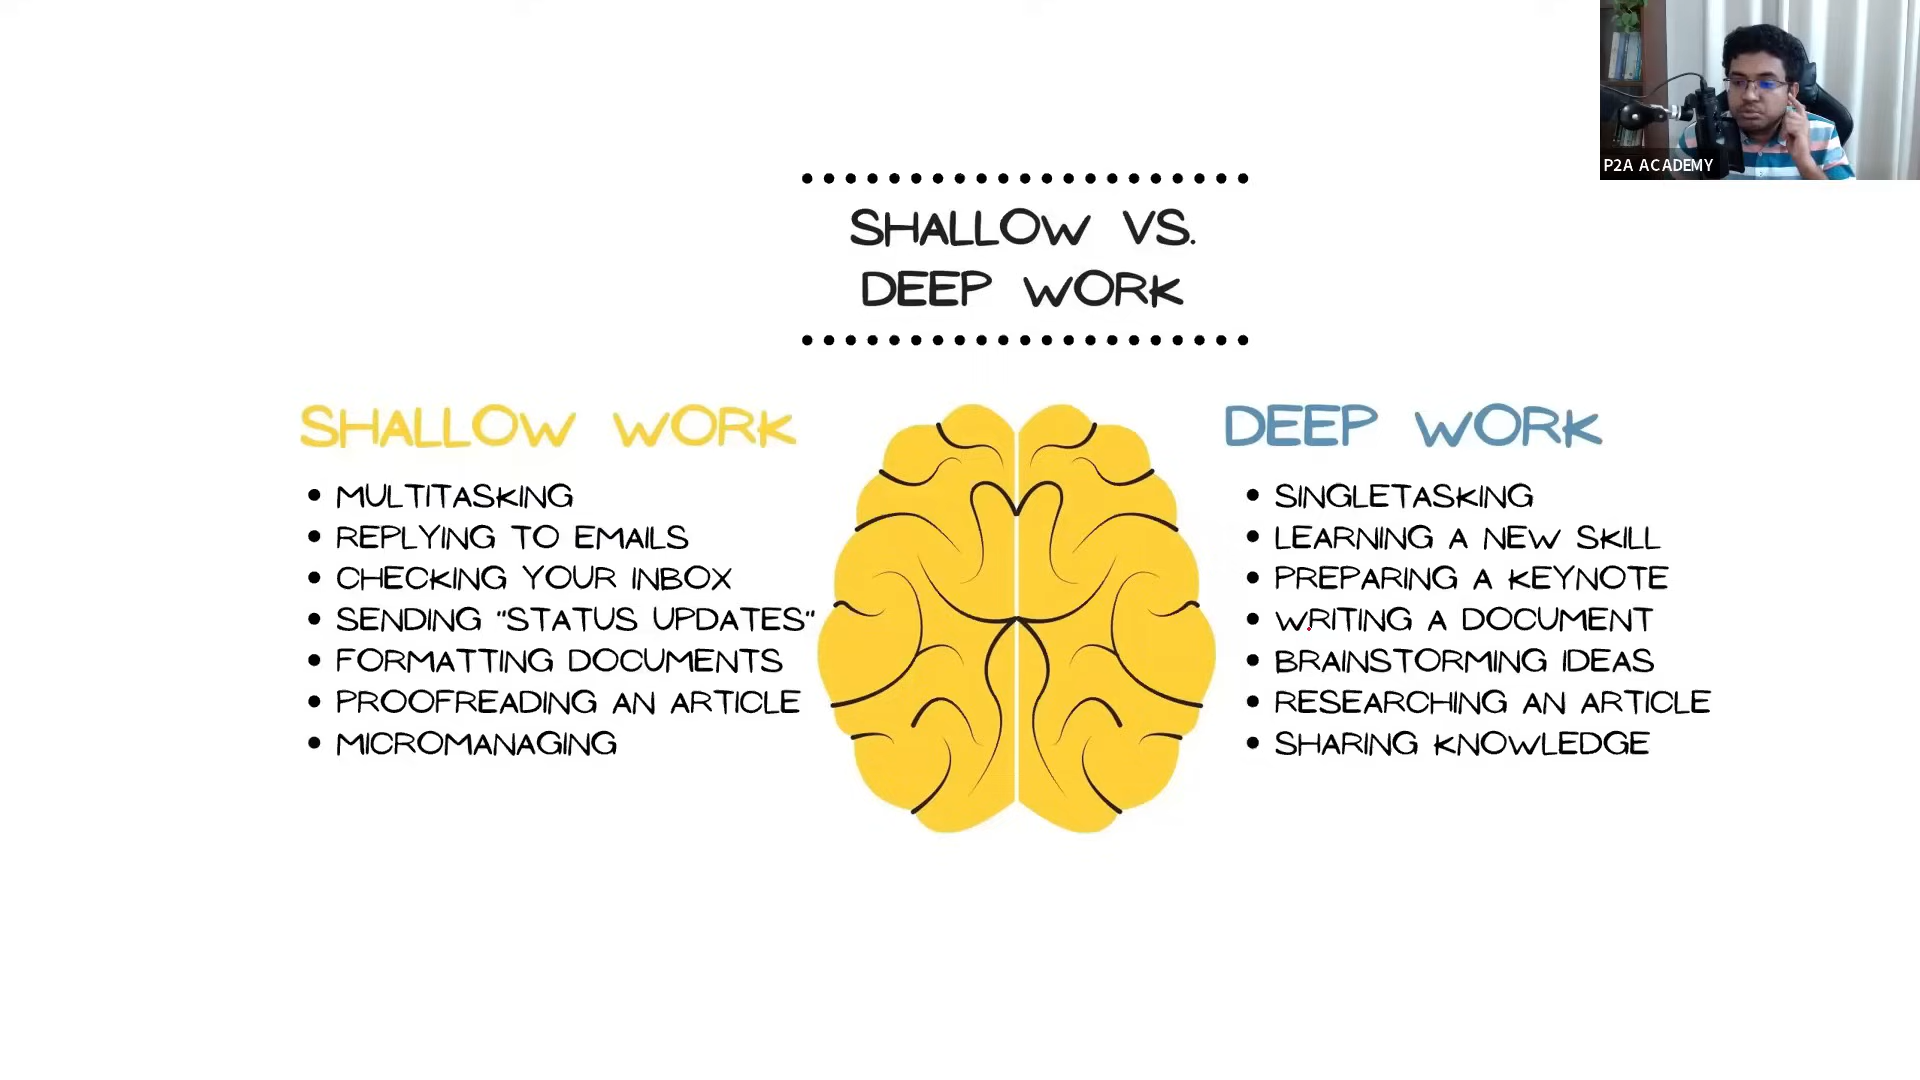 P2A ACADEMY
SHALLOW VS.
DEEP WORK
SHALLOW WORK
• MULTITASKING
• REPLYING TO EMAILS
• CHECKING YOUR INBOX
• SENDING "STATUS UPDATES"
• FORMATTING DOCUMENTS
• PROOFREADING AN ARTICLE
• MICROMANAGING
DEEP WORK
• SINGLETASKING
• LEARNING A NEW SKILL
• PREPARING A KEYNOTE
• WRITING A DOCUMENT
• BRAINSTORMING IDEAS
• RESEARCHING AN ARTICLE
• SHARING KNOWLEDGE